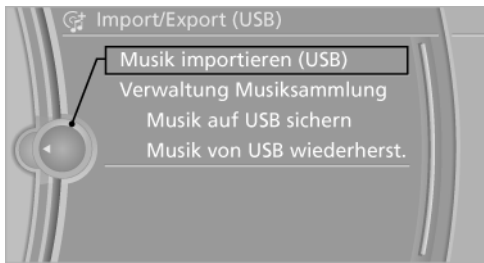 Import/Export (USB)
Musik importieren (USB)
Verwaltung Musiksammlung
Musik auf USB sichern
Musik von USB wiederherst.